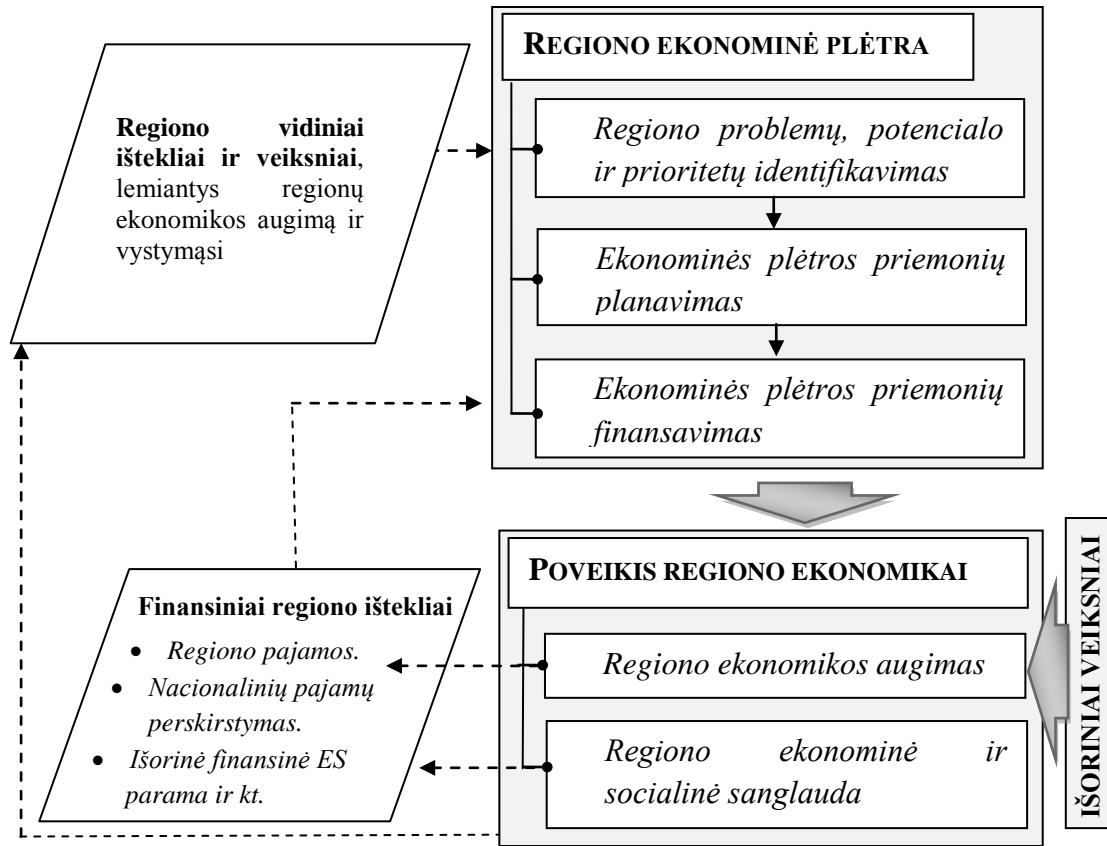 REGIONO EKONOMINĖ PLĖTRA
Regiono vidiniai
ištekliai ir veiksniai,
lemiantys regionų
ekonomikos augimą ir
vystymąsi
Regiono problemų, potencialo
ir prioritetų identifikavimas
Ekonominės plėtros priemonių
planavimas
Ekonominės plėtros priemonių
finansavimas
POVEIKIS REGIONO EKONOMIKAI
Finansiniai regiono ištekliai
• Regiono pajamos.
• Nacionalinių pajamų
perskirstymas.
• Išorinė finansinė ES
parama ir kt.
Regiono ekonomikos augimas
Regiono ekonominė ir
socialinė sanglauda
IŠORINIAI VEIKSNIAI